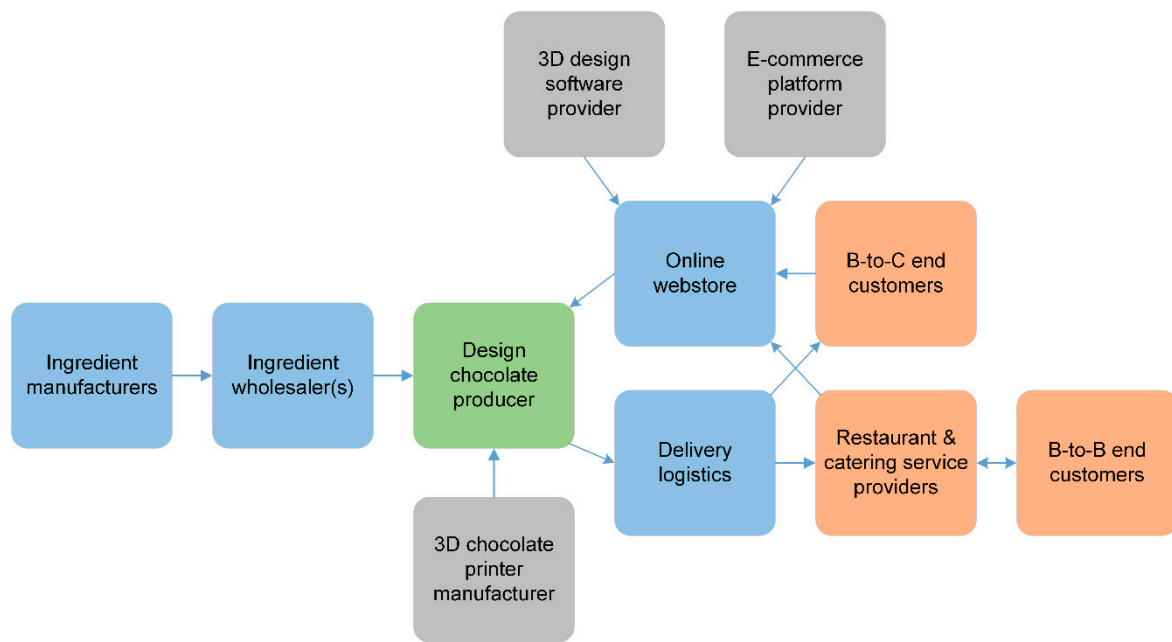 3D design
software
provider
E-commerce
platform
provider
Online
webstore
B-to-C end
customers
Ingredient
manufacturers
Ingredient
wholesaler(s)
Design
chocolate
producer
Delivery
logistics
Restaurant &
catering service
providers
B-to-B end
customers
3D chocolate
printer
manufacturer